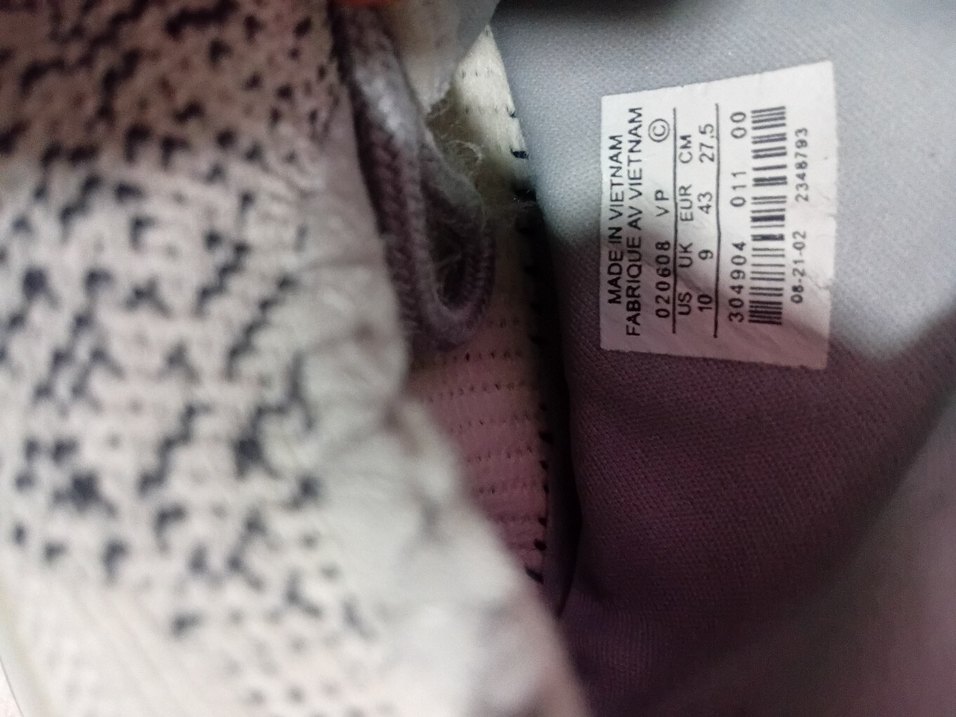 MADE IN VIETNAM
FABRIQUE AV VIETNAM
020608 VP ©
US UK EUR CM
10 9 43 27,5
304904 011 00
08-21-02 2348793